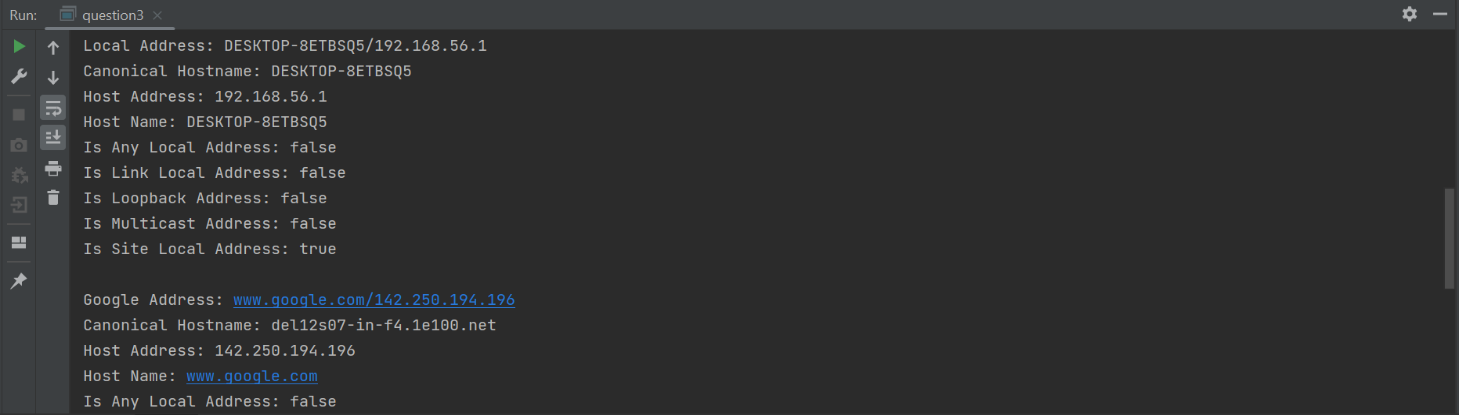 Run: question3
Local Address: DESKTOP-8ETBSQ5/192.168.56.1
Canonical Hostname: DESKTOP-8ETBSQ5
Host Address: 192.168.56.1
Host Name: DESKTOP-8ETBSQ5
Is Any Local Address: false
Is Link Local Address: false
Is Loopback Address: false
Is Multicast Address: false
Is Site Local Address: true
Google Address: www.google.com/142.250.194.196
Canonical Hostname: del12s07-in-f4.1e100.net
Host Address: 142.250.194.196
Host Name: www.google.com
Is Any Local Address: false